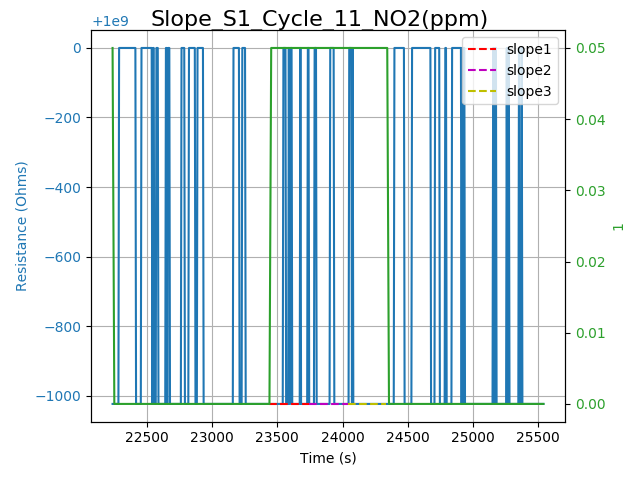 Slope_S1_Cycle_11_NO2(ppm)
+1e9
slope1
slope2
slope3
0
−200
−400
−600
−800
−1000
Resistance (Ohms)
0.05
0.04
0.03
0.02
0.01
0.00
1
22500 23000 23500 24000 24500 25000 25500
Time (s)